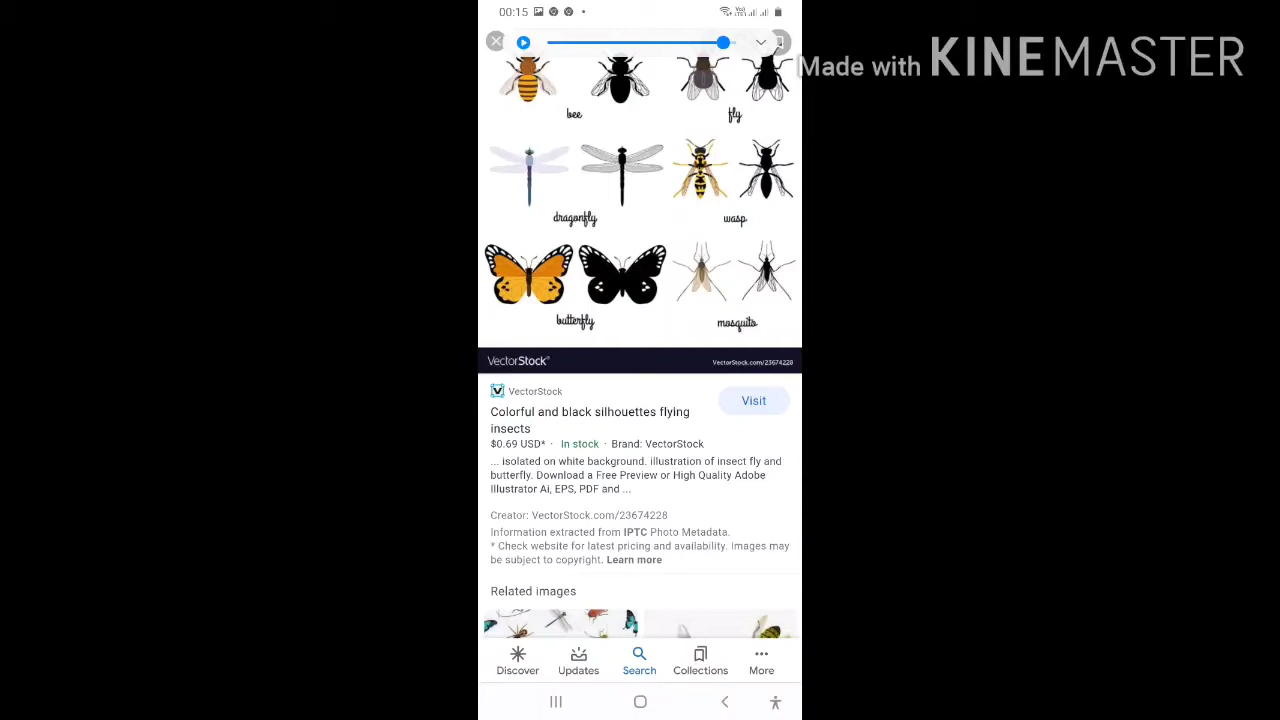 00:15
Made with KINEMASTER
bee
fly
dragonfly
wasp
butterfly
mosquito
VectorStock®
VectorStock.com/23674228
VectorStock
Visit
Colorful and black silhouettes flying
insects
$0.69 USD* · In stock · Brand: VectorStock
... isolated on white background. illustration of insect fly and
butterfly. Download a Free Preview or High Quality Adobe
Illustrator Ai, EPS, PDF and ...
Creator: VectorStock.com/23674228
Information extracted from IPTC Photo Metadata.
* Check website for latest pricing and availability. Images may
be subject to copyright. Learn more
Related images
Discover Updates Search Collections More